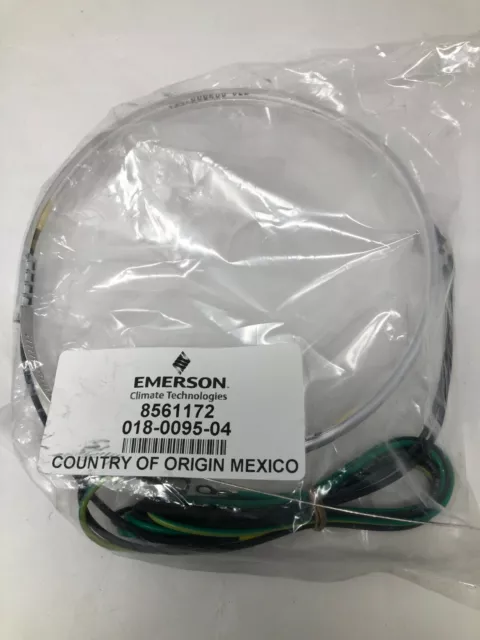 EMERSON
Climate Technologies
8561172
018-0095-04
COUNTRY OF ORIGIN MEXICO